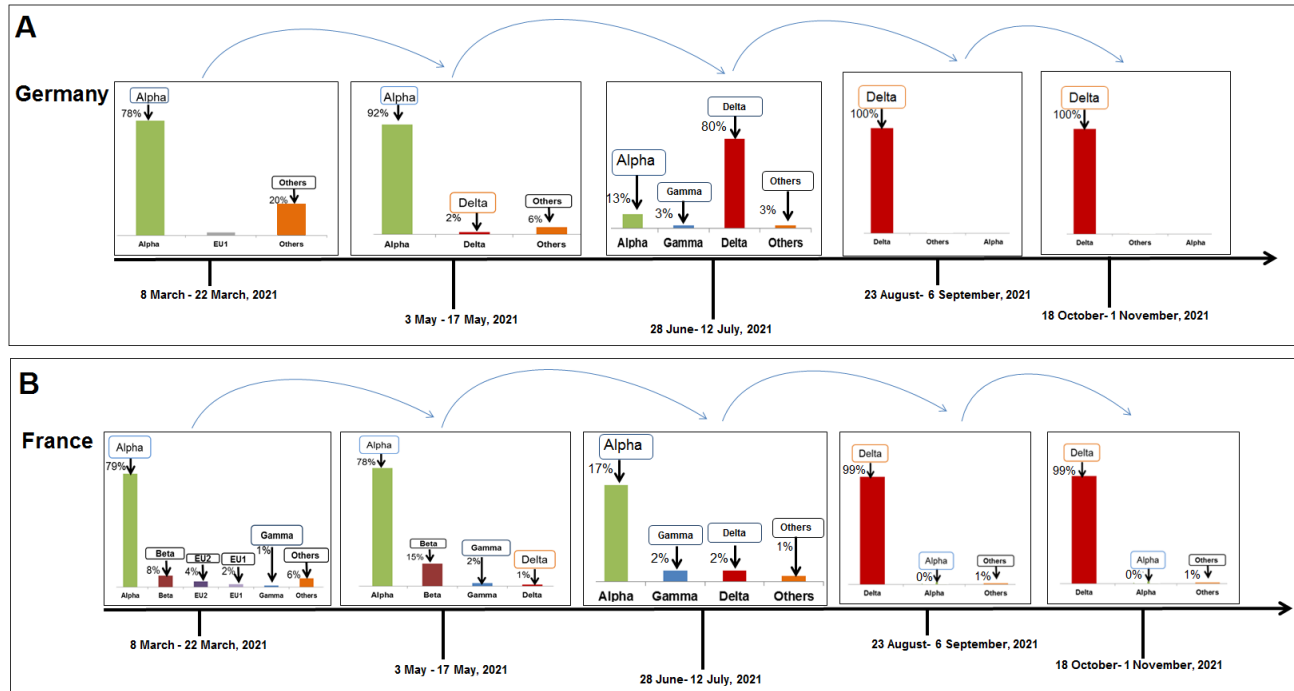 A
Germany
Alpha
78%
Others
20%
Alpha EU1 Others
8 March - 22 March, 2021
Alpha
92%
Delta
2%
Others
6%
Alpha Delta Others
3 May - 17 May, 2021
Alpha
13%
Gamma
3%
Delta
80%
Others
3%
Alpha Gamma Delta Others
28 June- 12 July, 2021
Delta
100%
Delta Others Alpha
23 August- 6 September, 2021
Delta
100%
Delta Others Alpha
18 October- 1 November, 2021
B
France
Alpha
79%
Beta
8%
EU2
4%
EU1
2%
Gamma
1%
Others
6%
Alpha Beta EU2 EU1 Gamma Others
8 March - 22 March, 2021
Alpha
78%
Beta
15%
Gamma
2%
Delta
1%
Alpha Beta Gamma Delta
3 May - 17 May, 2021
Alpha
17%
Gamma
2%
Delta
2%
Others
1%
Alpha Gamma Delta Others
28 June- 12 July, 2021
Delta
99%
Alpha
0%
Others
1%
Delta Alpha Others
23 August- 6 September, 2021
Delta
99%
Alpha
0%
Others
1%
Delta Alpha Others
18 October- 1 November, 2021